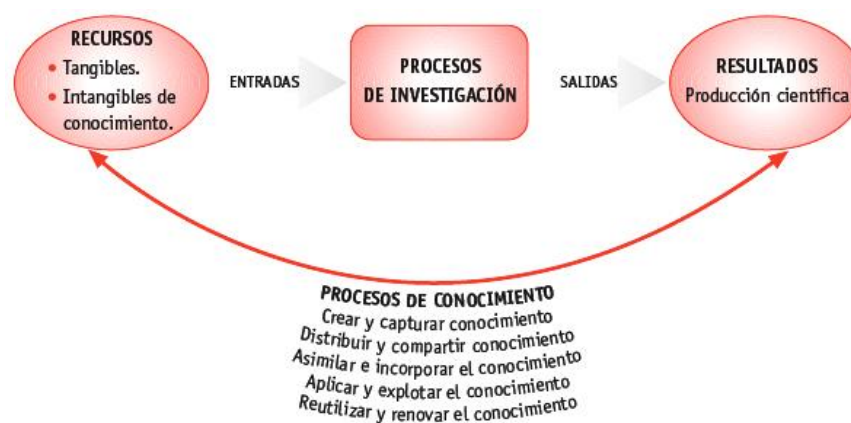 RECURSOS
• Tangibles.
• Intangibles de
conocimiento.
ENTRADAS
PROCESOS
DE INVESTIGACIÓN
SALIDAS
RESULTADOS
Producción científica
PROCESOS DE CONOCIMIENTO
Crear y capturar conocimiento
Distribuir y compartir conocimiento
Asimilar e incorporar el conocimiento
Aplicar y explotar el conocimiento
Reutilizar y renovar el conocimiento